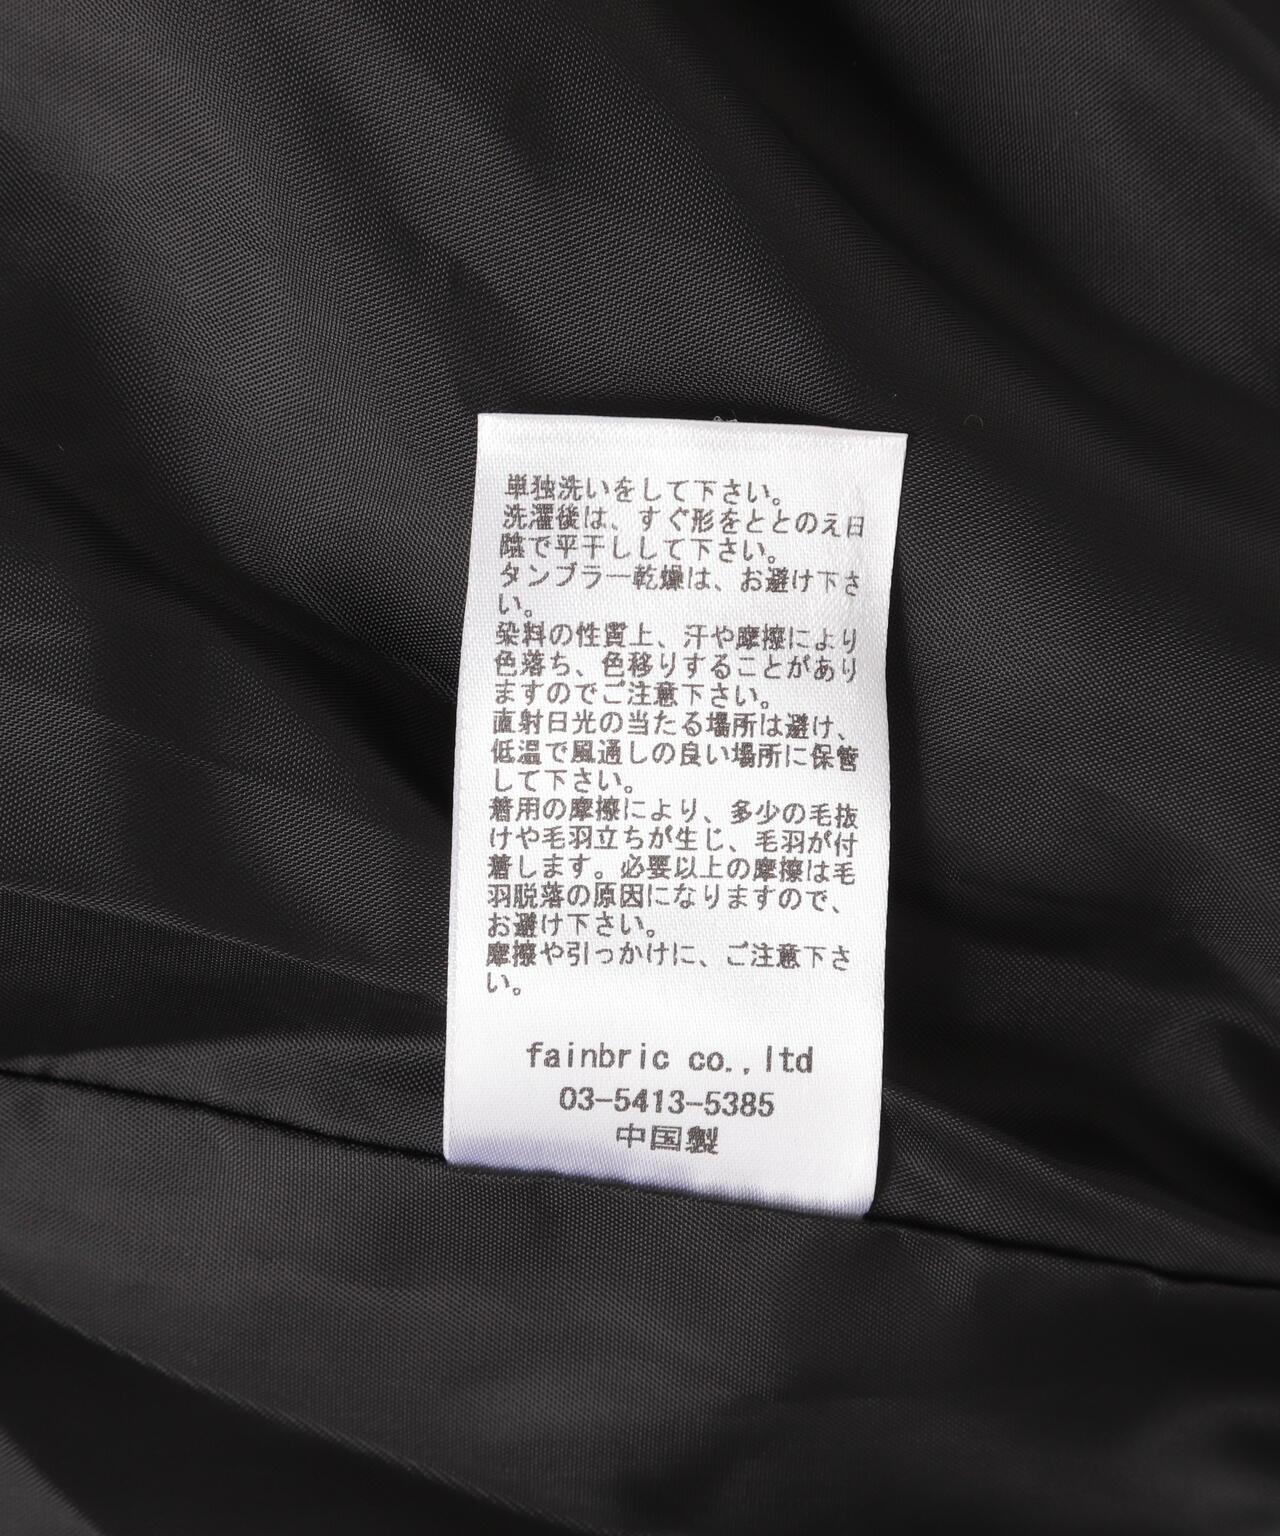 単独洗いをして下さい。
洗濯後は、すぐ形をととのえ日
陰で平干しして下さい。
タンブラー乾燥は、お避け下さ
い。
染料の性質上、汗や摩擦により
色落ち、色移りすることがあり
ますのでご注意下さい。
直射日光の当たる場所は避け、
低温で風通しの良い場所に保管
して下さい。
着用の摩擦により、多少の毛抜
けや毛羽立ちが生じ、毛羽が付
着します。必要以上の摩擦は毛
羽脱落の原因になりますので、
お避け下さい。
摩擦や引っかけに、ご注意下さ
い。
fainbric co.,ltd
03-5413-5385
中国製